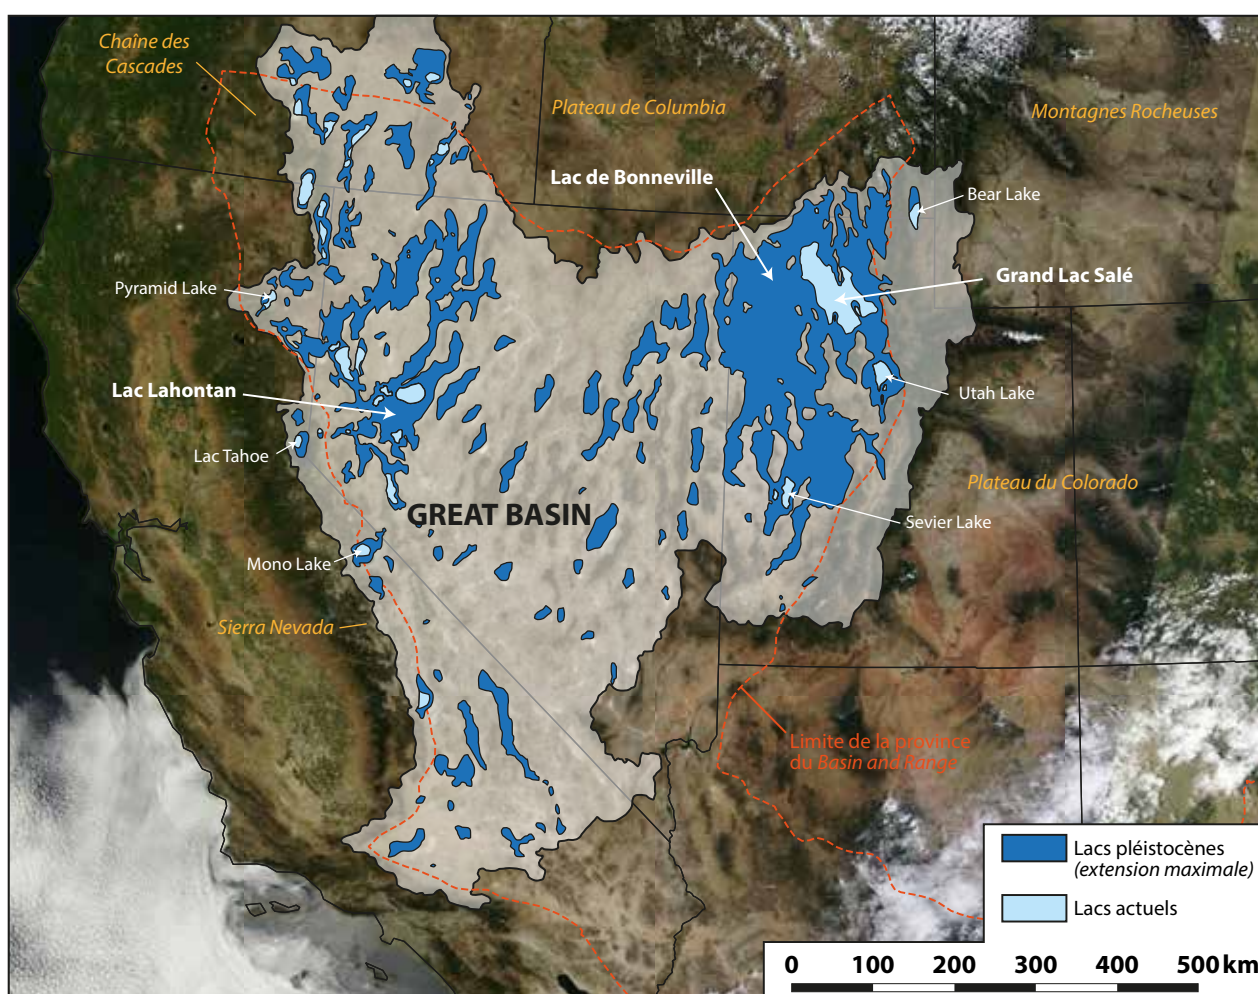 Chaîne des
Cascades
Plateau de Columbia
Montagnes Rocheuses
Lac de Bonneville
Bear Lake
Grand Lac Salé
Pyramid Lake
Lac Lahontan
Utah Lake
Lac Tahoe
Plateau du Colorado
GREAT BASIN
Sevier Lake
Mono Lake
Sierra Nevada
Limite de la province
du Basin and Range
Lacs pléistocènes
(extension maximale)
Lacs actuels
0 100 200 300 400 500 km